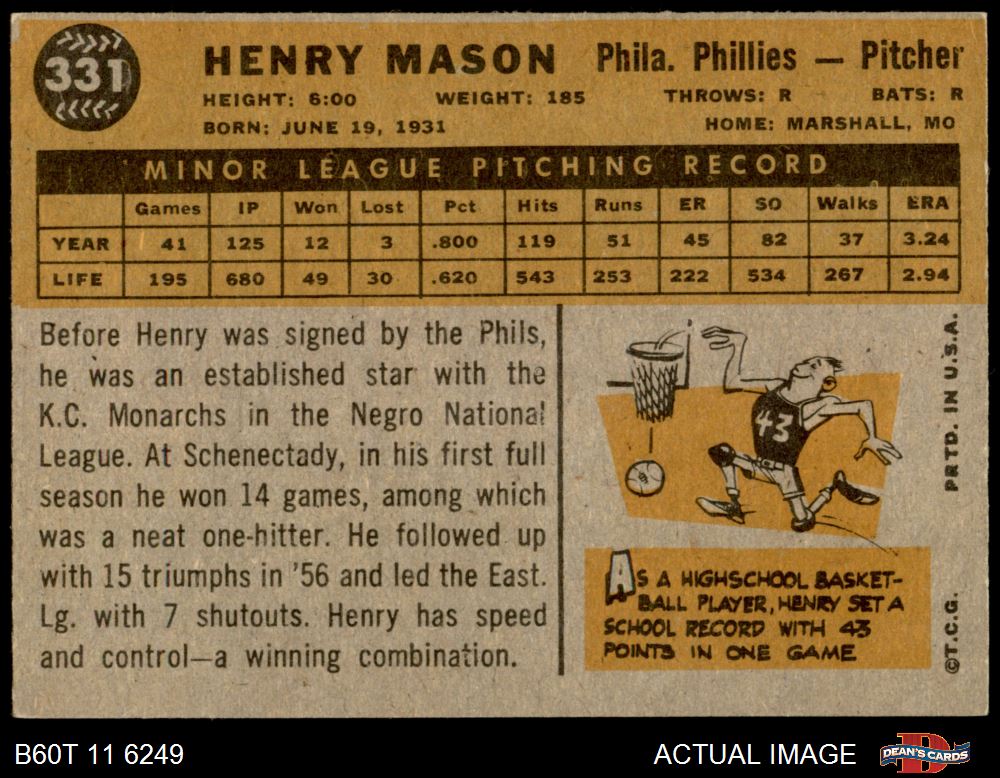 331
HENRY MASON Phila. Phillies — Pitcher
HEIGHT: 6:00 WEIGHT: 185 THROWS: R BATS: R
BORN: JUNE 19, 1931 HOME: MARSHALL, MO
MINOR LEAGUE PITCHING RECORD
Games IP Won Lost Pct Hits Runs ER SO Walks ERA
YEAR 41 125 12 3 .800 119 51 45 82 37 3.24
LIFE 195 680 49 30 .620 543 253 222 534 267 2.94
Before Henry was signed by the Phils,
he was an established star with the
K.C. Monarchs in the Negro National
League. At Schenectady, in his first full
season he won 14 games, among which
was a neat one-hitter. He followed up
with 15 triumphs in '56 and led the East.
Lg. with 7 shutouts. Henry has speed
and control—a winning combination.
43
AS A HIGHSCHOOL BASKET-
BALL PLAYER, HENRY SET A
SCHOOL RECORD WITH 43
POINTS IN ONE GAME
©T.C.G. PRTD. IN U.S.A.
B60T 11 6249 ACTUAL IMAGE DEAN'S CARDS